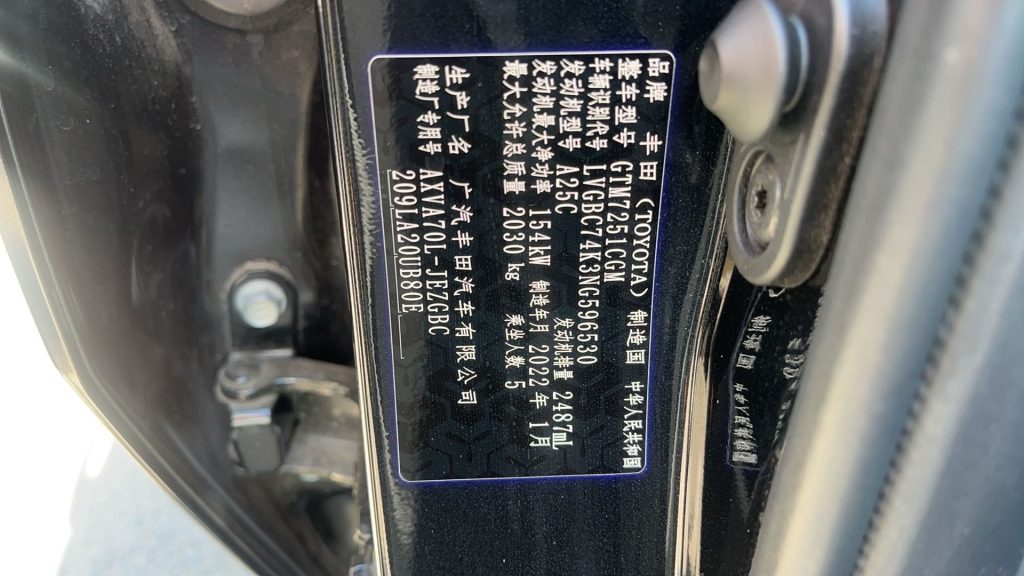 品牌 丰田（TOYOTA） 制造国 中华人民共和国
整车型号 GTM7251CGM
车辆识别代号 LVGBC74K3NG596530
发动机型号 A25C 发动机排量 2487mL
发动机最大净功率 154kW 制造年月 2022年1月
最大允许总质量 2030kg 乘坐人数 5
生产厂名 广汽丰田汽车有限公司
制造厂专用号 AXVA70L-JEZGBC
209LA20UB80E